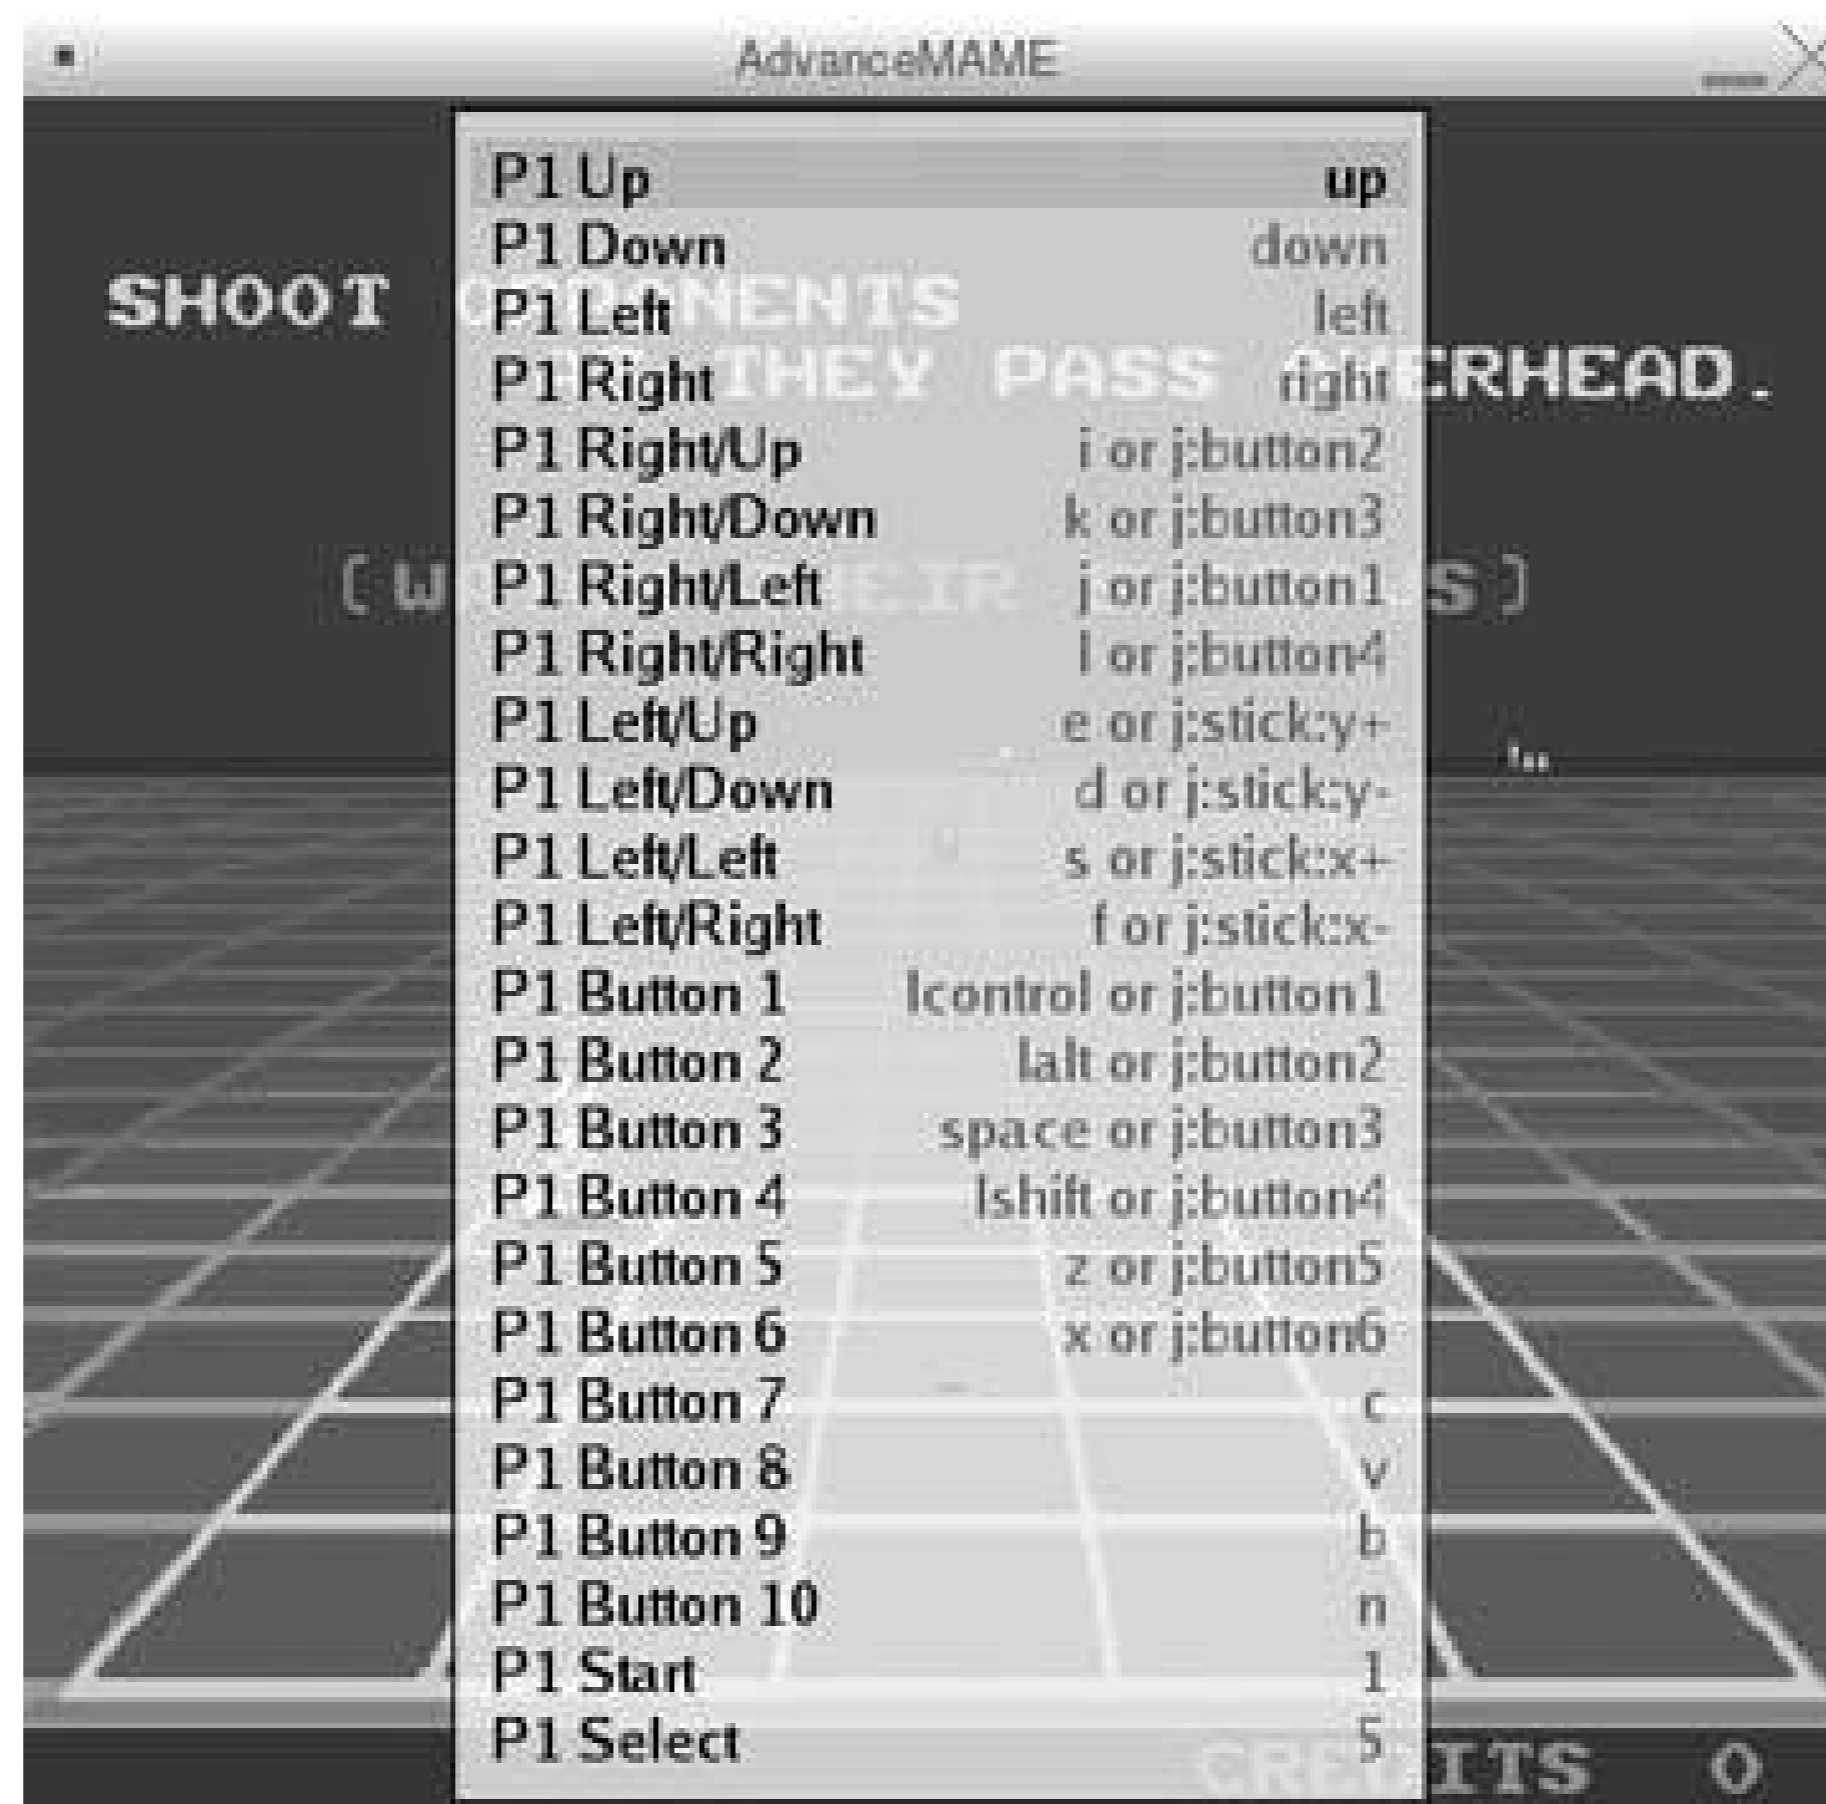 AdvanceMAME
P1 Up up
P1 Down down
SHOOT NENTS
P1 Left left
THEY PASS ERHEAD.
P1 Right right
P1 Right/Up i or j:button2
P1 Right/Down k or j:button3
P1 Right/Left j or j:button1
P1 Right/Right l or j:button4
P1 Left/Up e or j:stick:y+
P1 Left/Down d or j:stick:y-
P1 Left/Left s or j:stick:x+
P1 Left/Right f or j:stick:x-
P1 Button 1 lcontrol or j:button1
P1 Button 2 lalt or j:button2
P1 Button 3 space or j:button3
P1 Button 4 lshift or j:button4
P1 Button 5 z or j:button5
P1 Button 6 x or j:button6
P1 Button 7 c
P1 Button 8 v
P1 Button 9 b
P1 Button 10 n
P1 Start 1
P1 Select 5
CREDITS 0